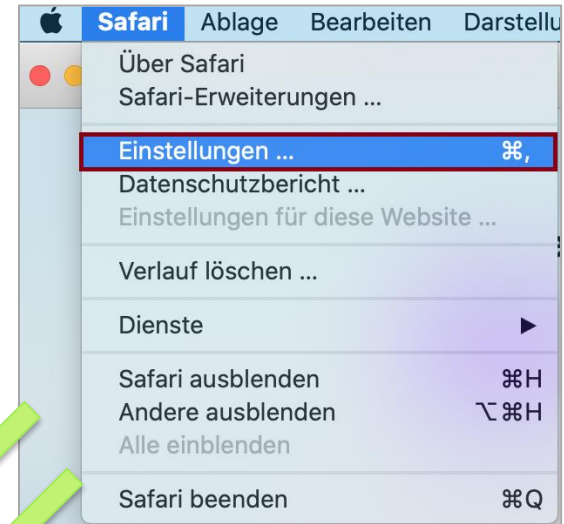 Safari Ablage Bearbeiten Darstellu
Über Safari
Safari-Erweiterungen ...
Einstellungen ... ⌘,
Datenschutzbericht ...
Einstellungen für diese Website ...
Verlauf löschen ...
Dienste ▶
Safari ausblenden ⌘H
Andere ausblenden ⌥⌘H
Alle einblenden
Safari beenden ⌘Q